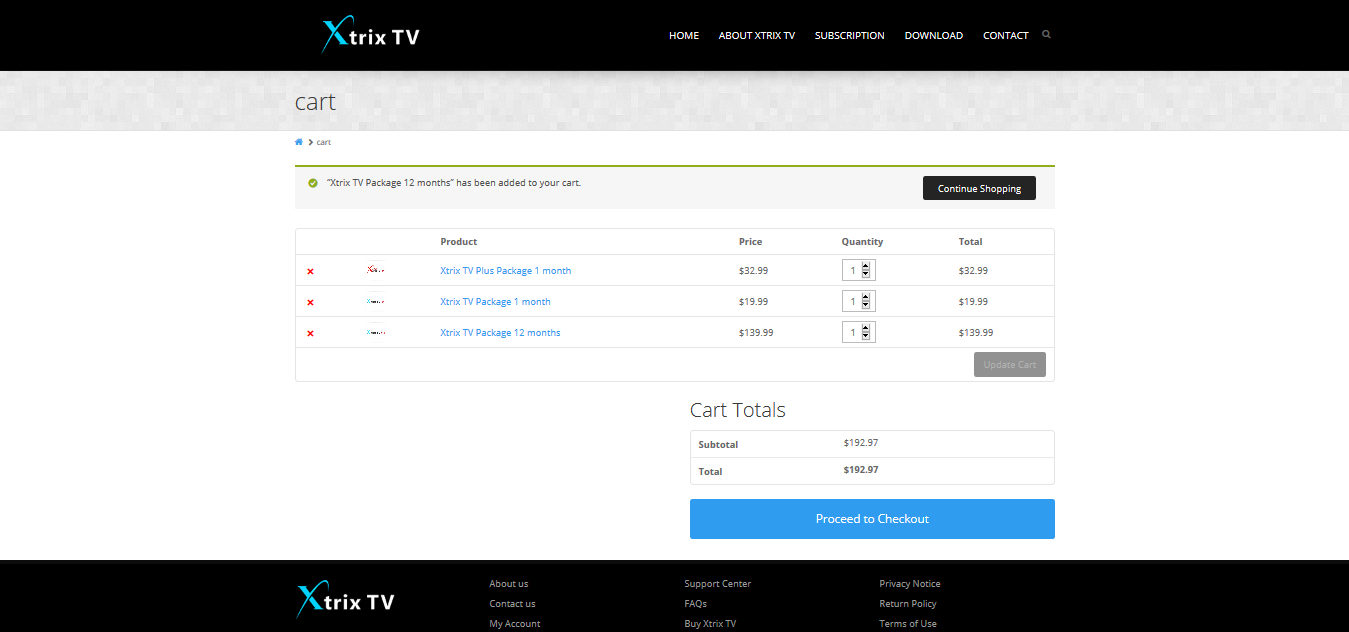 Xtrix TV
HOME ABOUT XTRIX TV SUBSCRIPTION DOWNLOAD CONTACT
cart
cart
“Xtrix TV Package 12 months” has been added to your cart.
Continue Shopping
Product Price Quantity Total
Xtrix TV Plus Package 1 month $32.99 1 $32.99
Xtrix TV Package 1 month $19.99 1 $19.99
Xtrix TV Package 12 months $139.99 1 $139.99
Update Cart
Cart Totals
Subtotal $192.97
Total $192.97
Proceed to Checkout
Xtrix TV
About us Support Center Privacy Notice
Contact us FAQs Return Policy
My Account Buy Xtrix TV Terms of Use